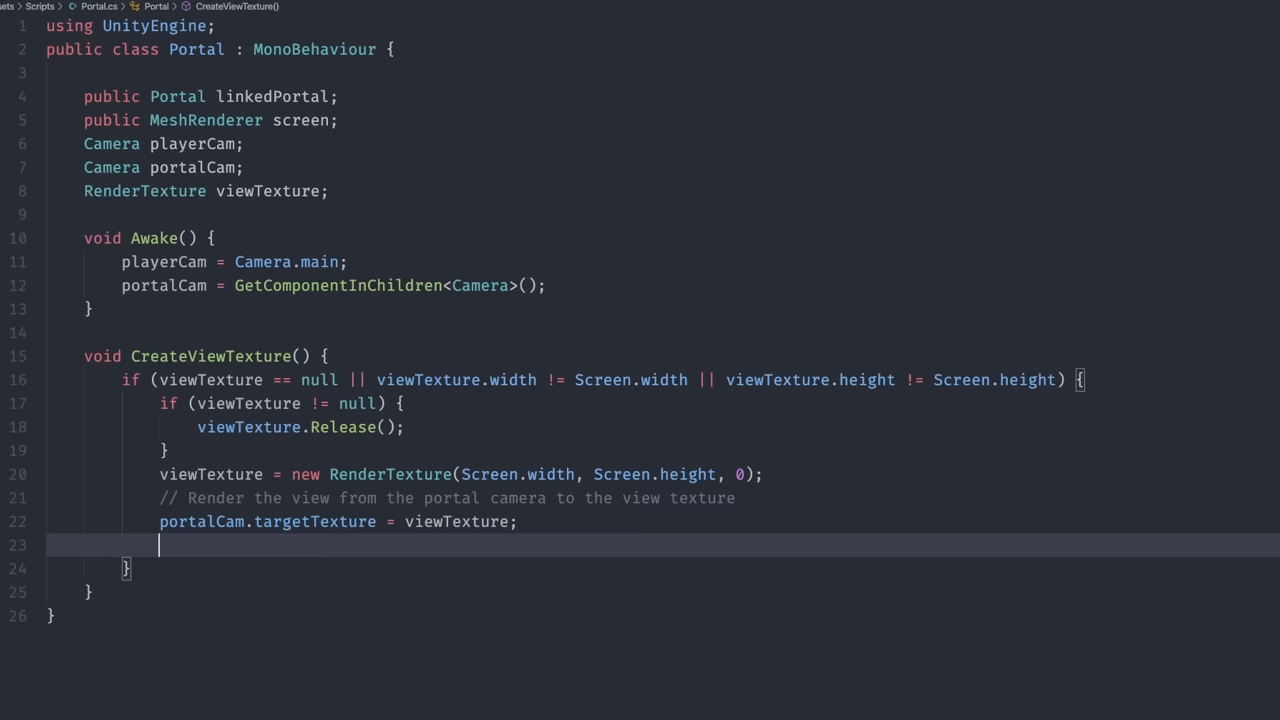 sets > Scripts > Portal.cs > Portal > CreateViewTexture()
1 using UnityEngine;
2 public class Portal : MonoBehaviour {
3
4     public Portal linkedPortal;
5     public MeshRenderer screen;
6     Camera playerCam;
7     Camera portalCam;
8     RenderTexture viewTexture;
9
10     void Awake() {
11         playerCam = Camera.main;
12         portalCam = GetComponentInChildren<Camera>();
13     }
14
15     void CreateViewTexture() {
16         if (viewTexture == null || viewTexture.width != Screen.width || viewTexture.height != Screen.height) {
17             if (viewTexture != null) {
18                 viewTexture.Release();
19             }
20             viewTexture = new RenderTexture(Screen.width, Screen.height, 0);
21             // Render the view from the portal camera to the view texture
22             portalCam.targetTexture = viewTexture;
23
24         }
25     }
26 }